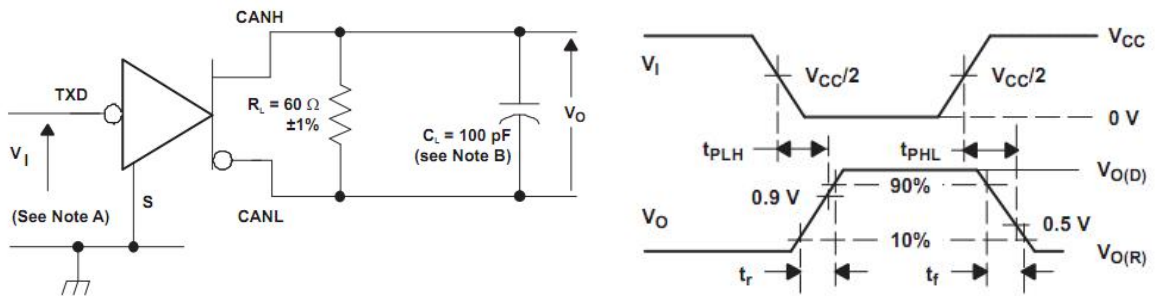 CANH
TXD
R_L = 60 Ω
±1%
C_L = 100 pF
(see Note B)
V_O
V_I
(See Note A)
S
CANL
V_CC
V_I
V_CC/2
V_CC/2
0 V
t_PLH
t_PHL
V_O(D)
90%
0.9 V
V_O
0.5 V
10%
V_O(R)
t_r
t_f